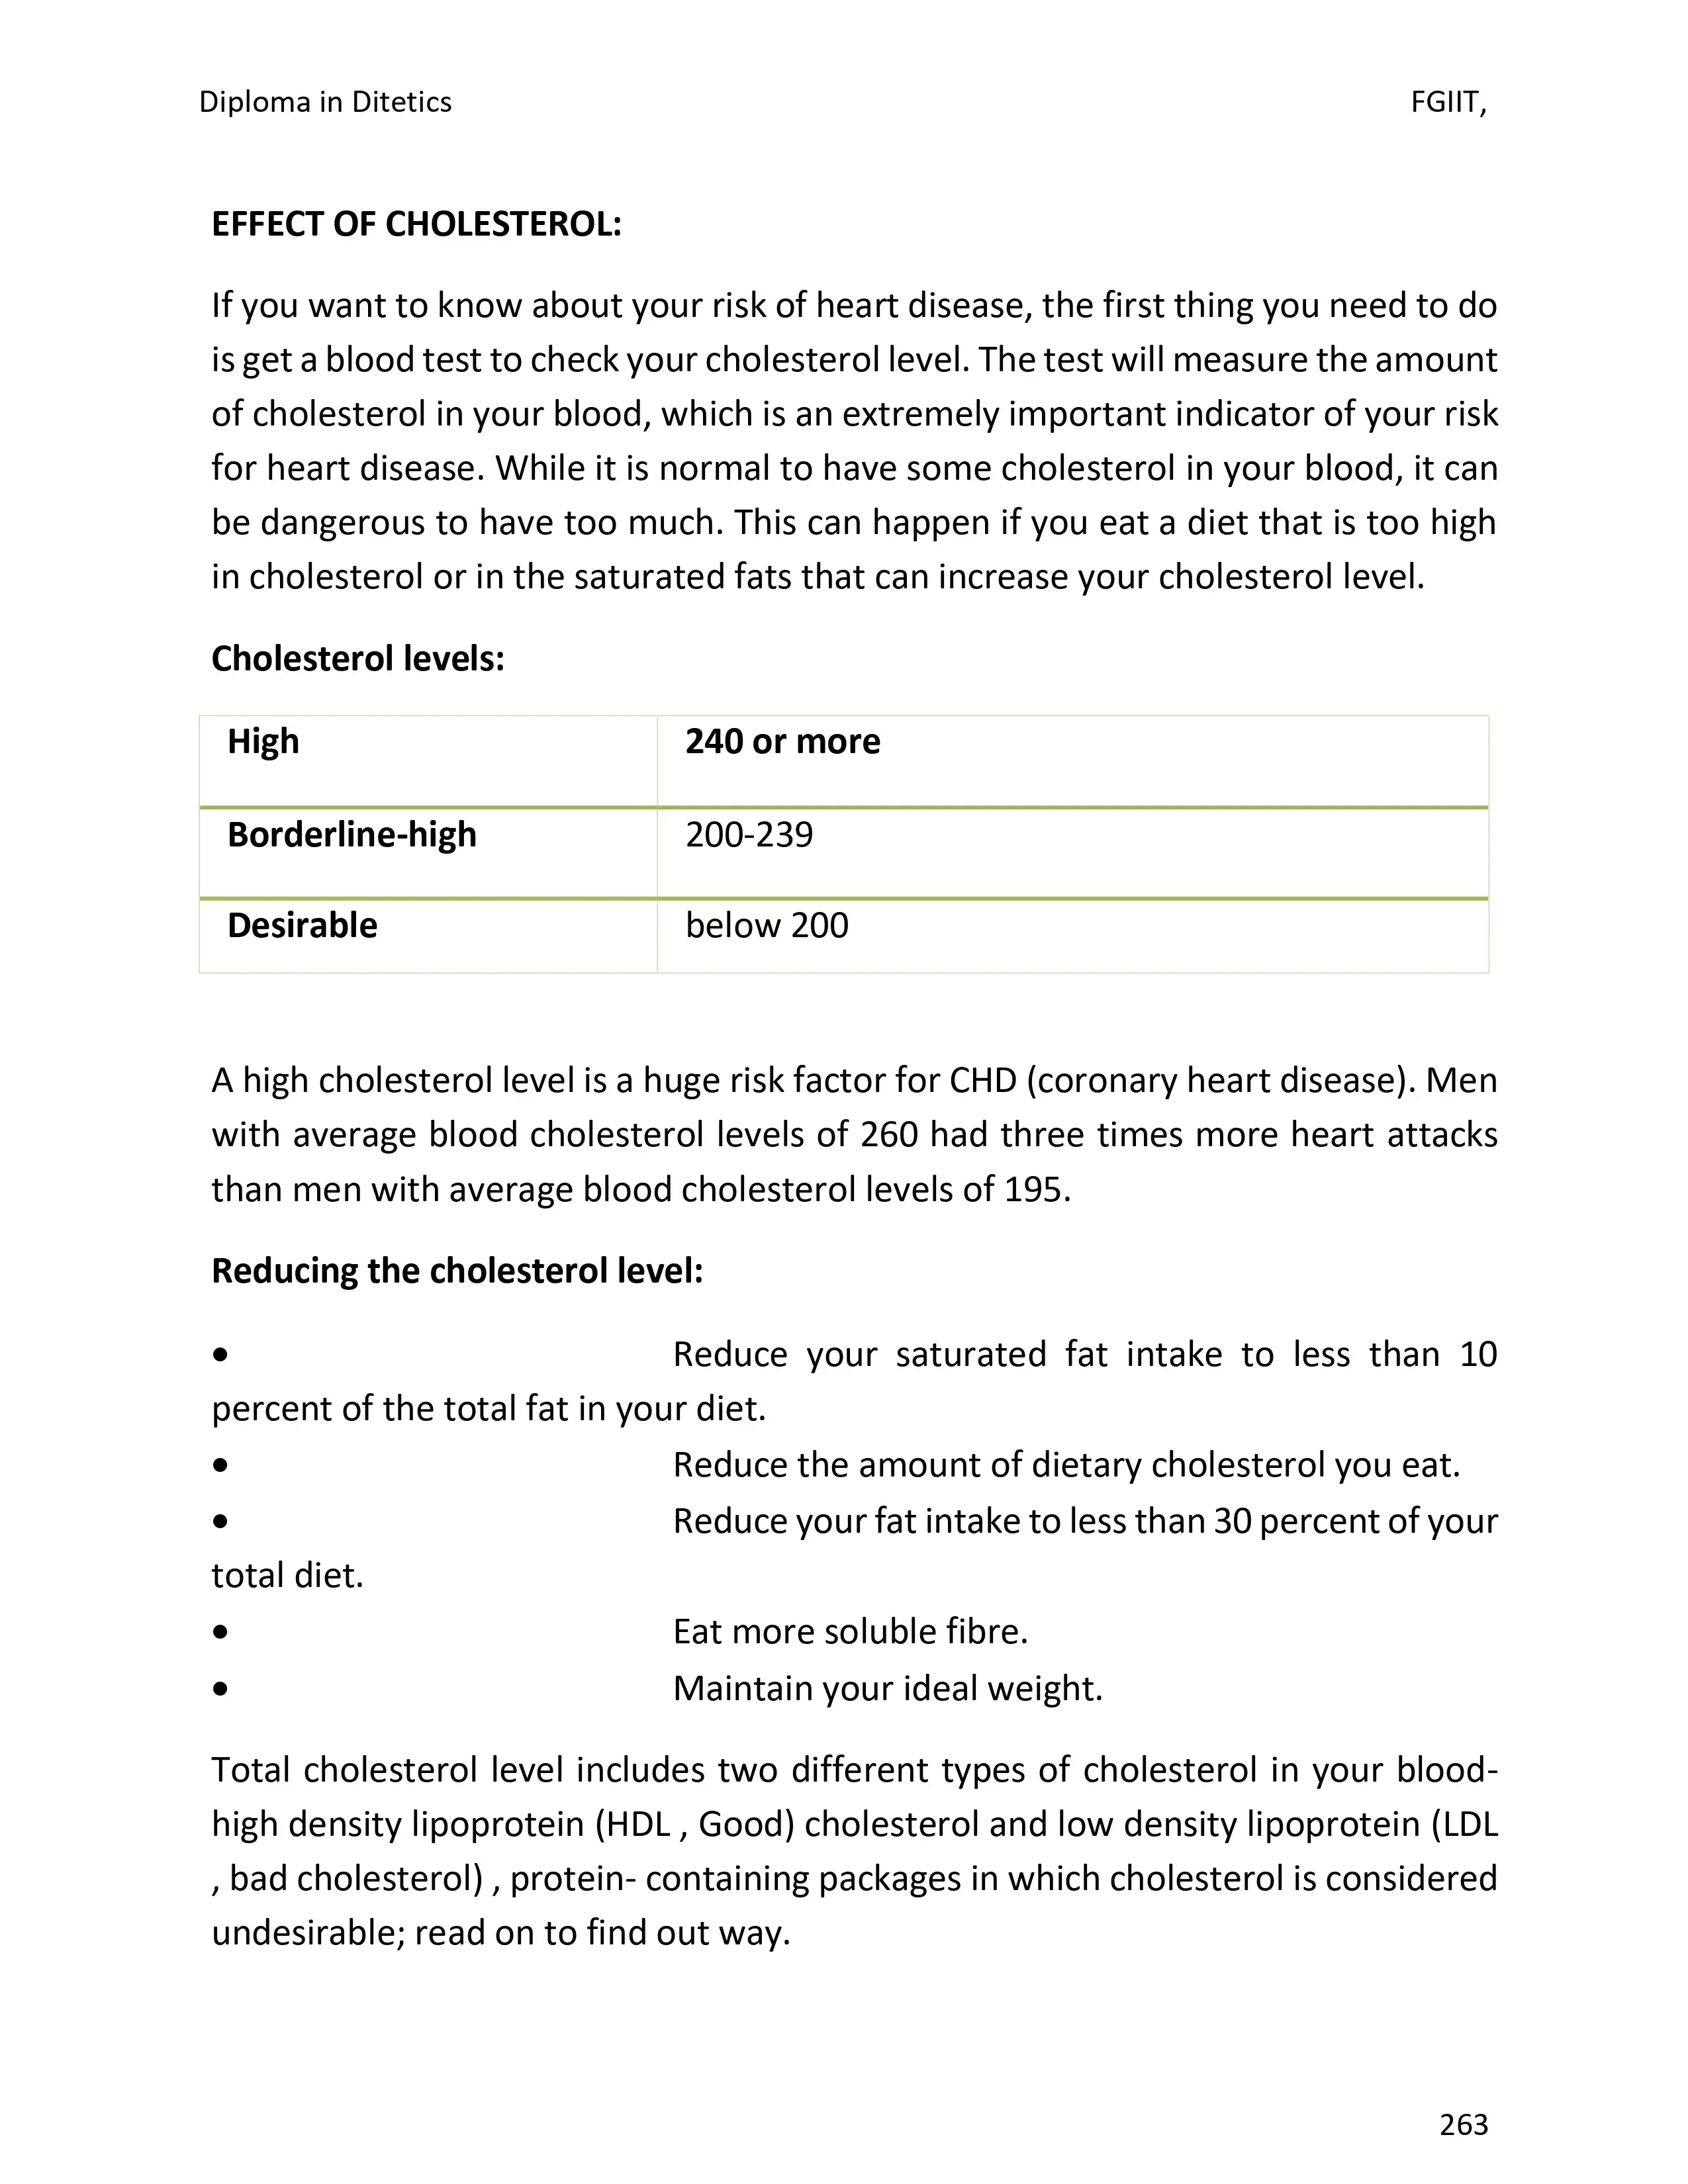 Diploma in Ditetics FGIIT,
EFFECT OF CHOLESTEROL:
If you want to know about your risk of heart disease, the first thing you need to do
is get a blood test to check your cholesterol level. The test will measure the amount
of cholesterol in your blood, which is an extremely important indicator of your risk
for heart disease. While it is normal to have some cholesterol in your blood, it can
be dangerous to have too much. This can happen if you eat a diet that is too high
in cholesterol or in the saturated fats that can increase your cholesterol level.
Cholesterol levels:
High 240 or more
Borderline-high 200-239
Desirable below 200
A high cholesterol level is a huge risk factor for CHD (coronary heart disease). Men
with average blood cholesterol levels of 260 had three times more heart attacks
than men with average blood cholesterol levels of 195.
Reducing the cholesterol level:
• Reduce your saturated fat intake to less than 10
percent of the total fat in your diet.
• Reduce the amount of dietary cholesterol you eat.
• Reduce your fat intake to less than 30 percent of your
total diet.
• Eat more soluble fibre.
• Maintain your ideal weight.
Total cholesterol level includes two different types of cholesterol in your blood-
high density lipoprotein (HDL , Good) cholesterol and low density lipoprotein (LDL
, bad cholesterol) , protein- containing packages in which cholesterol is considered
undesirable; read on to find out way.
263